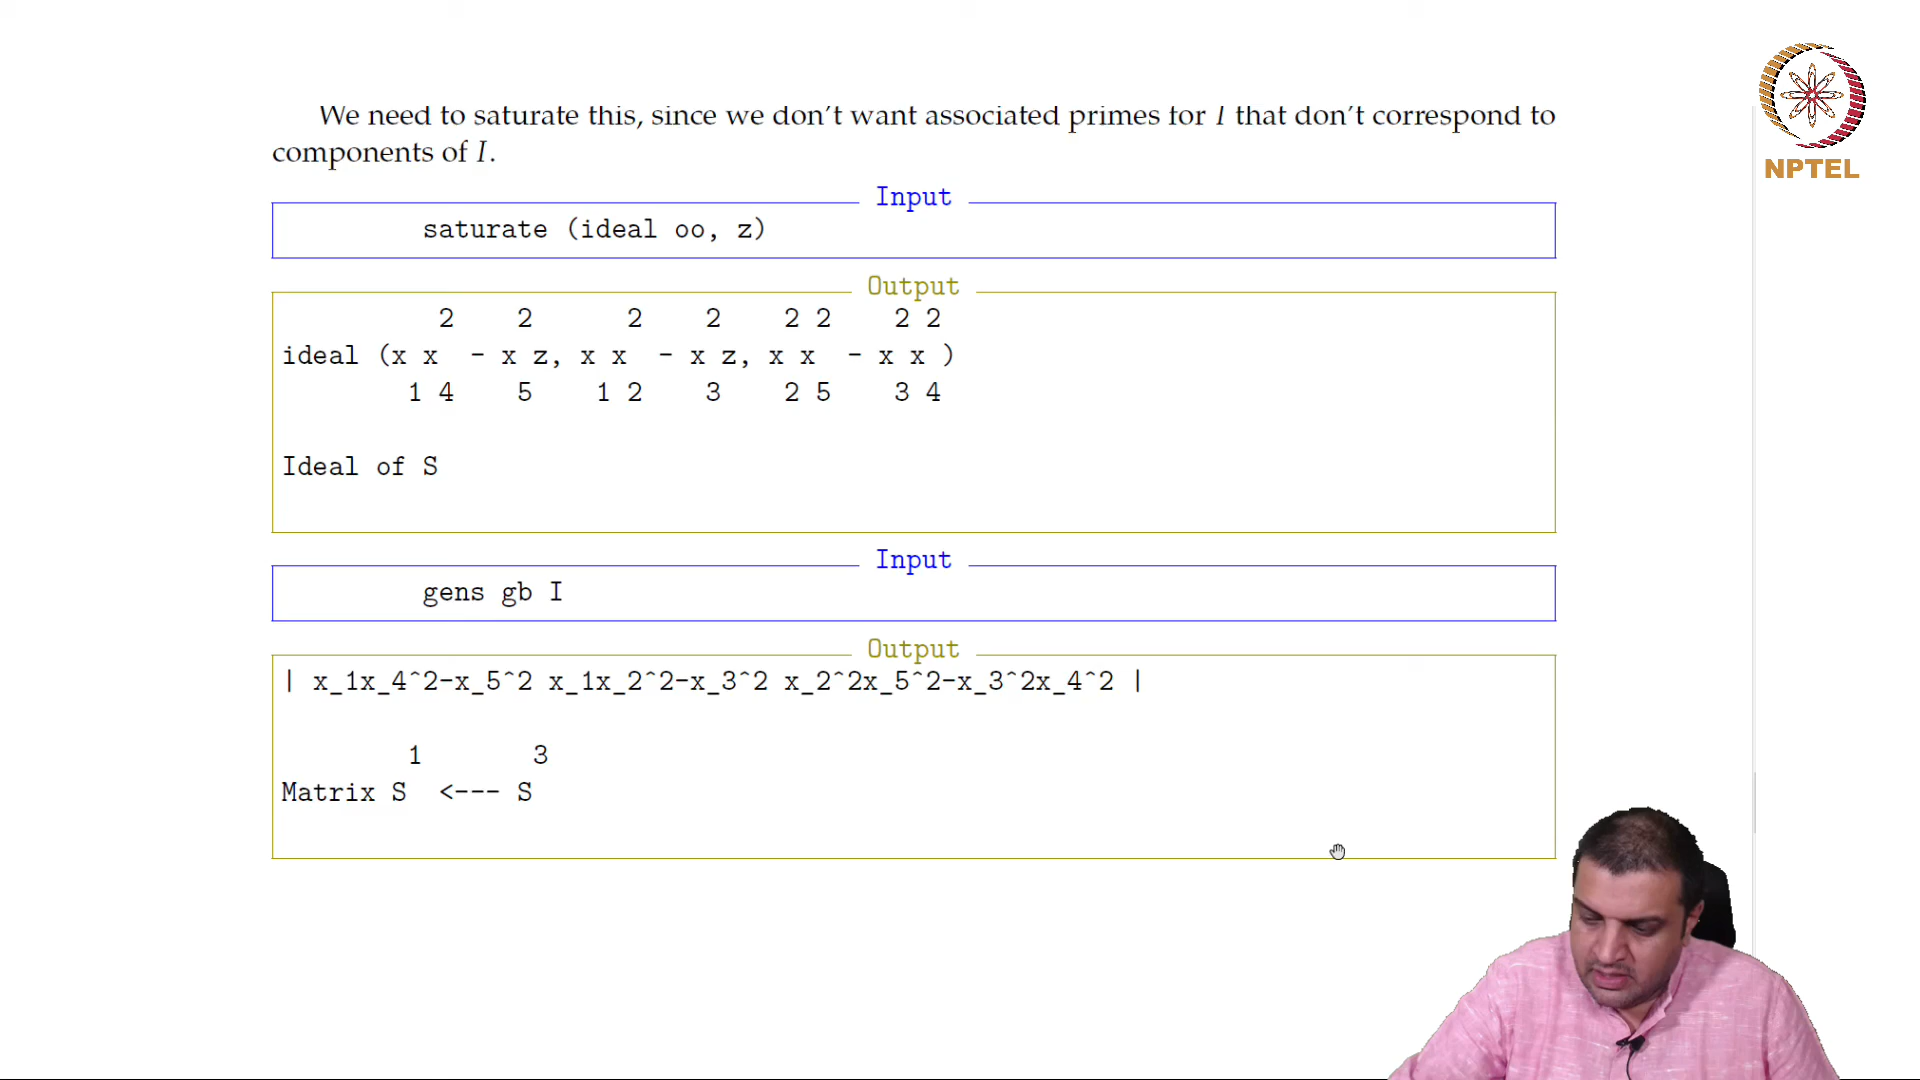 We need to saturate this, since we don't want associated primes for I that don't correspond to
components of I.
Input
saturate (ideal oo, z)
Output
2 2 2 2 2 2 2 2
ideal (x x - x z, x x - x z, x x - x x )
1 4 5 1 2 3 2 5 3 4
Ideal of S
Input
gens gb I
Output
| x_1x_4^2-x_5^2 x_1x_2^2-x_3^2 x_2^2x_5^2-x_3^2x_4^2 |
1 3
Matrix S <--- S
NPTEL